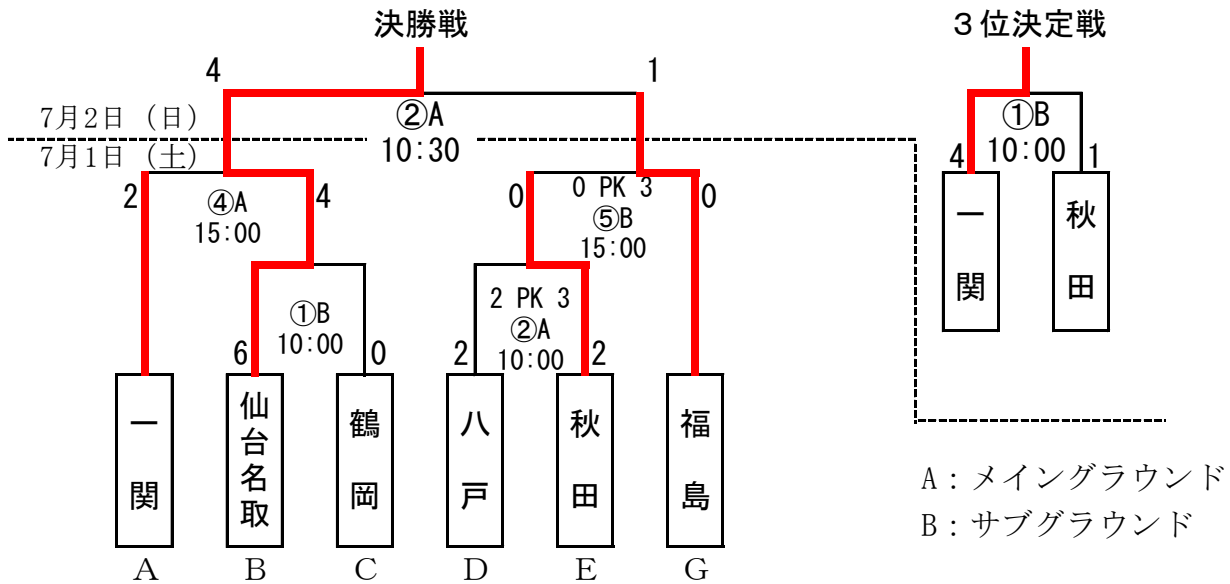 決勝戦
3位決定戦
4
1
7月2日 (日)
②A
10:30
①B
10:00
4
1
7月1日 (土)
2
④A
15:00
4
0
0 PK 3
⑤B
15:00
0
一関
秋田
①B
10:00
6
0
2 PK 3
②A
10:00
2
2
一関
仙台名取
鶴岡
八戸
秋田
福島
A
B
C
D
E
G
A：メイングラウンド
B：サブグラウンド